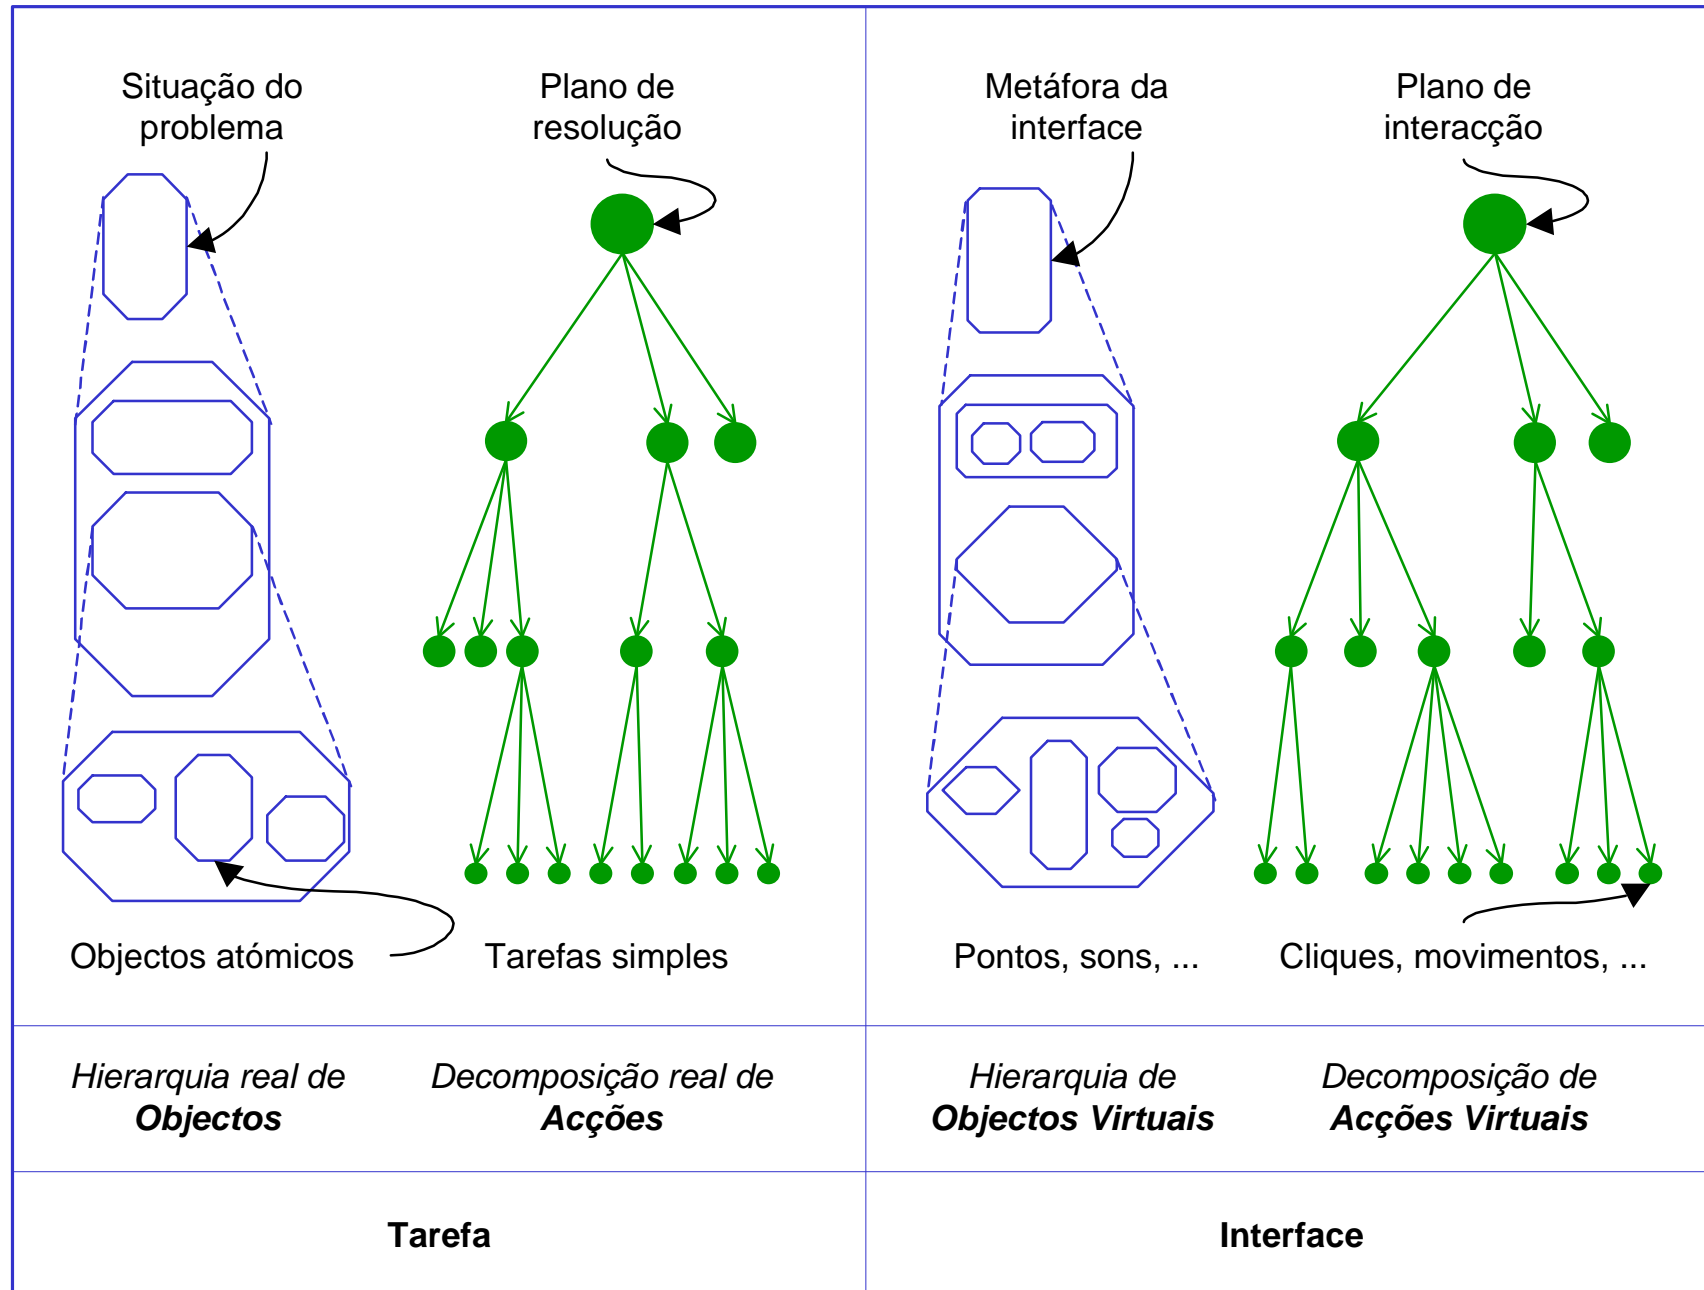 Situação do
problema
Plano de
resolução
Metáfora da
interface
Plano de
interacção
Objectos atómicos
Tarefas simples
Pontos, sons, ...
Cliques, movimentos, ...
Hierarquia real de
Objectos
Decomposição real de
Acções
Hierarquia de
Objectos Virtuais
Decomposição de
Acções Virtuais
Tarefa
Interface